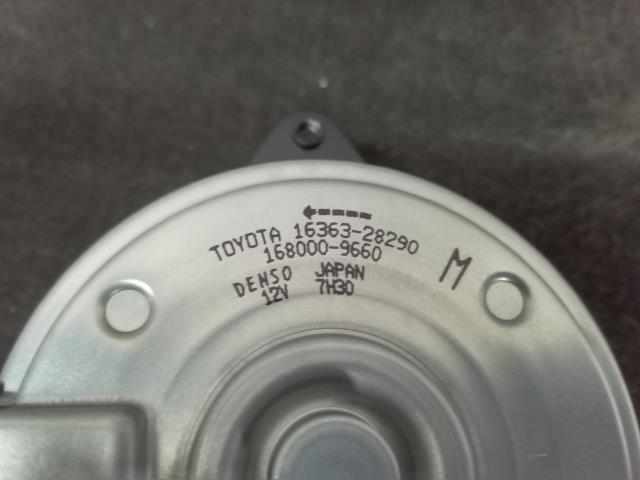 TOYOTA 16363-28290
168000-9660
DENSO JAPAN
12V 7H30
M